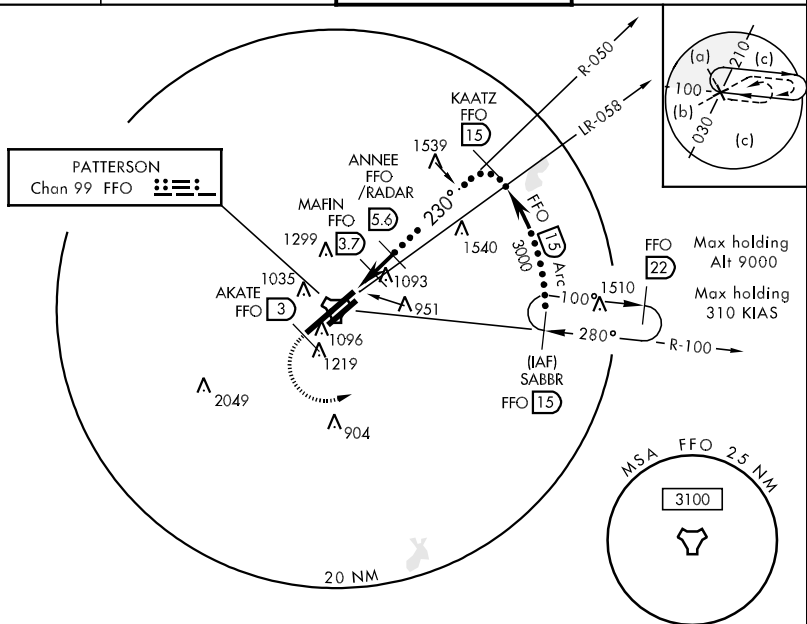 PATTERSON
Chan 99 FFO
R-050
LR-058
KAATZ
FFO
15
1539
ANNEE
FFO
/RADAR
5.6
MAFIN
FFO
3.7
230°
1299
1540
FFO 15 Arc
3000
1035
1093
AKATE
FFO 3
951
1096
1219
100°
1510
280°
R-100
FFO
22
Max holding
Alt 9000
Max holding
310 KIAS
(IAF)
SABBR
FFO 15
2049
904
20 NM
(a)
210
(c)
100
(b)
030
(c)
MSA FFO 25 NM
3100